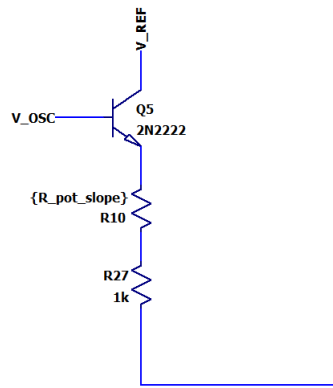 V_REF
Q5
V_OSC
2N2222
{R_pot_slope}
R10
R27
1k